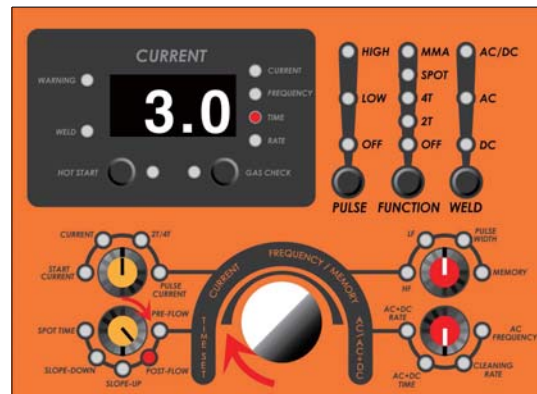 CURRENT
WARNING
WELD
3.0
CURRENT
FREQUENCY
TIME
RATE
HOT START
GAS CHECK
HIGH
LOW
OFF
PULSE
MMA
SPOT
4T
2T
OFF
FUNCTION
AC/DC
AC
DC
WELD
CURRENT
2T/4T
START
CURRENT
PULSE
CURRENT
SPOT TIME
PRE-FLOW
SLOPE-DOWN
SLOPE-UP
POST-FLOW
TIME SET
CURRENT
FREQUENCY / MEMORY
AC/AC+DC
LF
PULSE
WIDTH
HF
MEMORY
AC+DC
RATE
AC
FREQUENCY
AC+DC
TIME
CLEANING
RATE